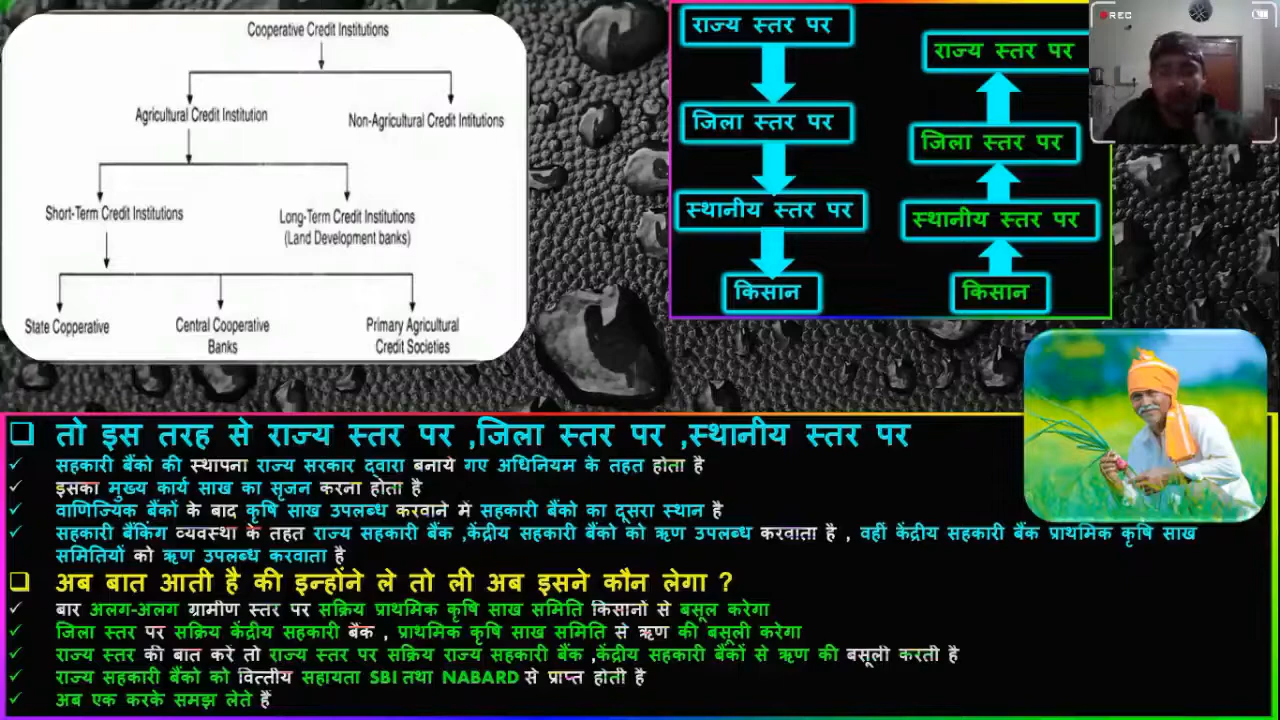 Cooperative Credit Institutions
Agricultural Credit Institution
Non-Agricultural Credit Intitutions
Short-Term Credit Institutions
Long-Term Credit Institutions
(Land Development banks)
State Cooperative
Central Cooperative
Banks
Primary Agricultural
Credit Societies
राज्य स्तर पर
जिला स्तर पर
स्थानीय स्तर पर
किसान
राज्य स्तर पर
जिला स्तर पर
स्थानीय स्तर पर
किसान
REC
❑ तो इस तरह से राज्य स्तर पर ,जिला स्तर पर ,स्थानीय स्तर पर
✓ सहकारी बैंको की स्थापना राज्य सरकार द्वारा बनाये गए अधिनियम के तहत होता है
✓ इसका मुख्य कार्य साख का सृजन करना होता है
✓ वाणिज्यिक बैंकों के बाद कृषि साख उपलब्ध करवाने में सहकारी बैंको का दूसरा स्थान है
✓ सहकारी बैंकिंग व्यवस्था के तहत राज्य सहकारी बैंक ,केंद्रीय सहकारी बैंको को ऋण उपलब्ध करवाता है , वहीं केंद्रीय सहकारी बैंक प्राथमिक कृषि साख
समितियों को ऋण उपलब्ध करवाता है
❑ अब बात आती है की इन्होंने ले तो ली अब इसने कौन लेगा ?
✓ बार अलग-अलग ग्रामीण स्तर पर सक्रिय प्राथमिक कृषि साख समिति किसानों से बसूल करेगा
✓ जिला स्तर पर सक्रिय केंद्रीय सहकारी बैंक , प्राथमिक कृषि साख समिति से ऋण की बसूली करेगा
✓ राज्य स्तर की बात करें तो राज्य स्तर पर सक्रिय राज्य सहकारी बैंक ,केंद्रीय सहकारी बैंकों से ऋण की बसूली करती है
✓ राज्य सहकारी बैंको को वित्तीय सहायता SBI तथा NABARD से प्राप्त होती है
✓ अब एक करके समझ लेते हैं